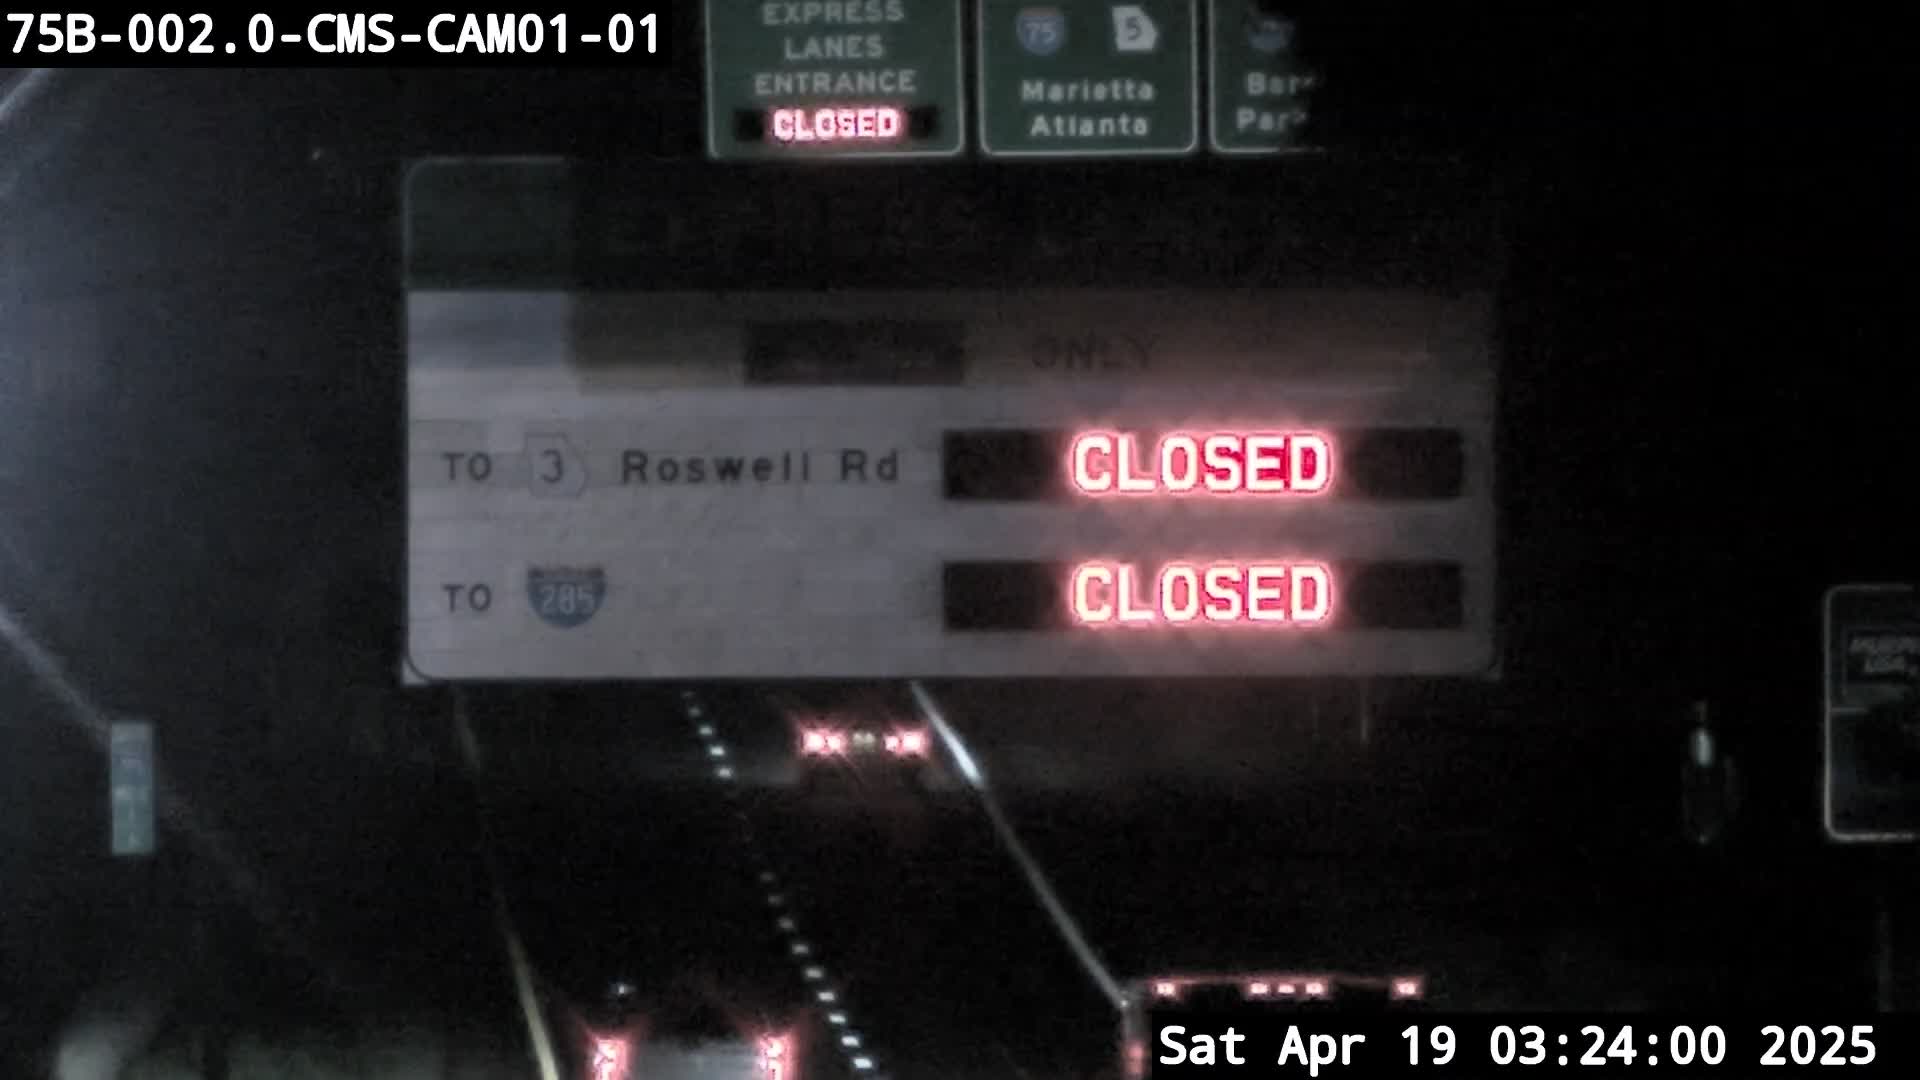 75B-002.0-CMS-CAM01-01
EXPRESS
LANES
ENTRANCE
CLOSED
75
5
Marietta
Atlanta
ONLY
TO 3 Roswell Rd CLOSED
TO 285 CLOSED
Sat Apr 19 03:24:00 2025